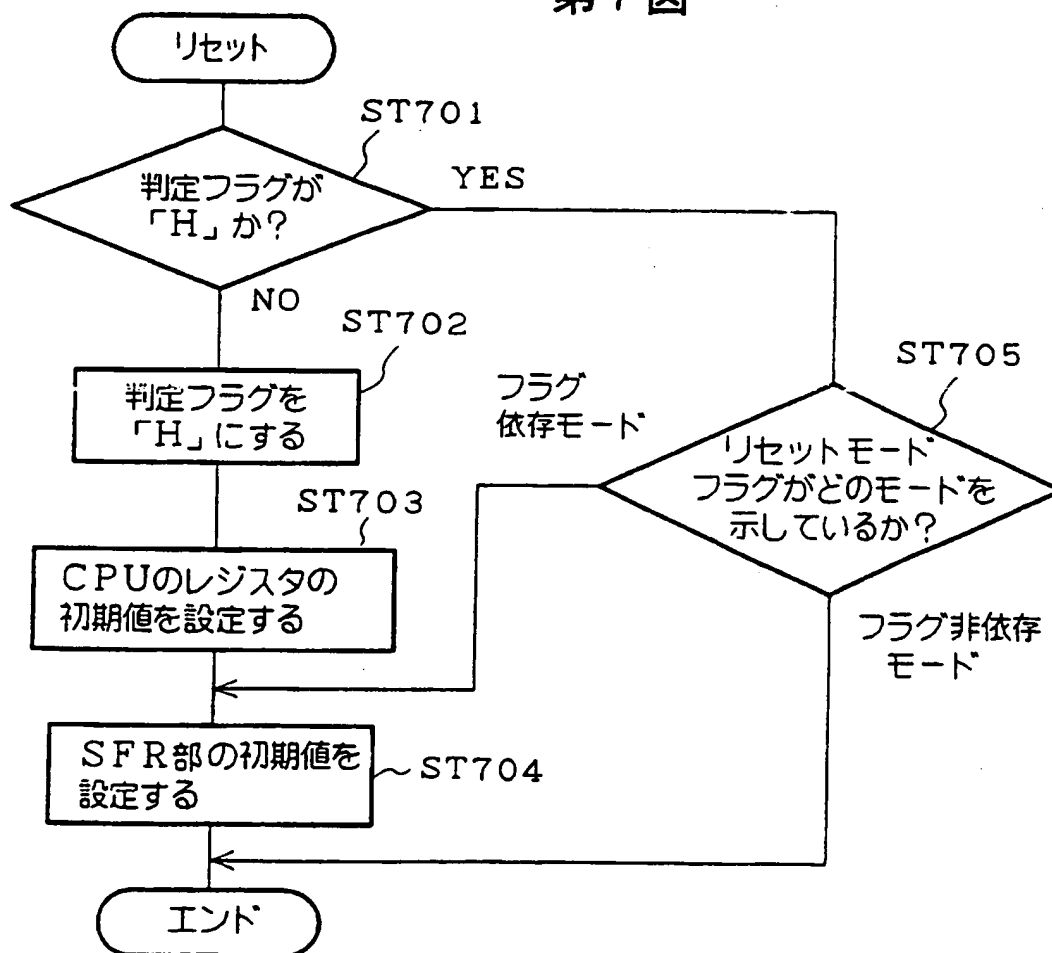 第7図
リセット
ST701
判定フラグが
「H」か?
YES
NO
ST702
判定フラグを
「H」にする
ST703
CPUのレジスタの
初期値を設定する
フラグ
依存モード
ST705
リセットモード
フラグがどのモードを
示しているか?
フラグ非依存
モード
SFR部の初期値を
設定する
ST704
エンド